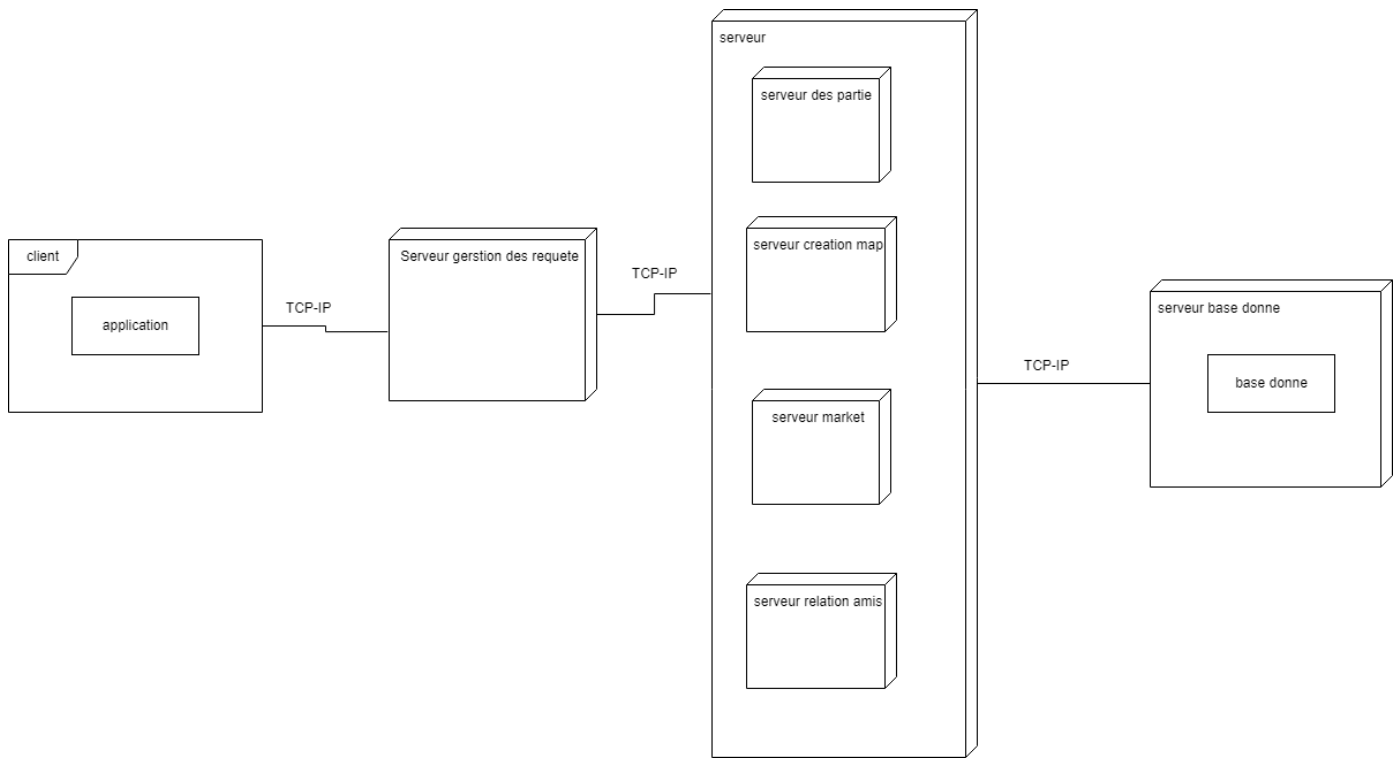 serveur
serveur des partie
client
application
TCP-IP
Serveur gerstion des requete
TCP-IP
serveur creation map
serveur market
serveur relation amis
TCP-IP
serveur base donne
base donne